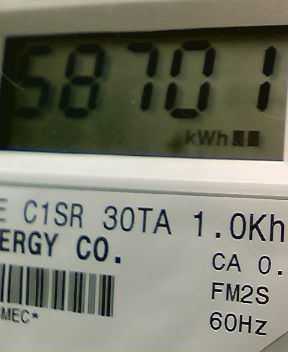 58701
kWh
E C1SR 30TA 1.0Kh
ERGY CO.
CA 0.
FM2S
MEC*
60Hz